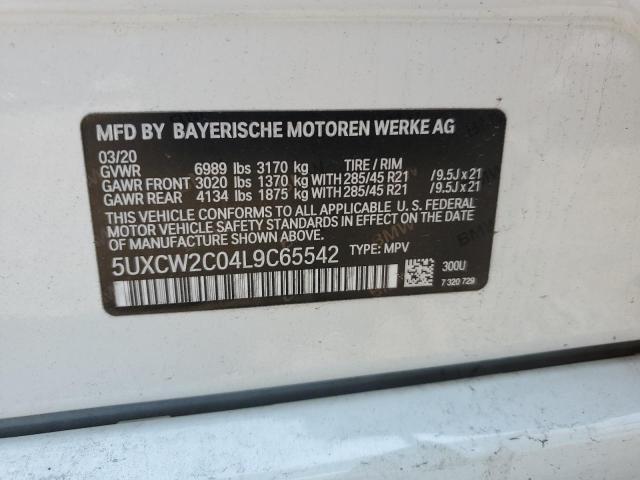 MFD BY BAYERISCHE MOTOREN WERKE AG
03/20
GVWR 6989 lbs 3170 kg TIRE / RIM
GAWR FRONT 3020 lbs 1370 kg WITH 285/45 R21 /9.5J x 21
GAWR REAR 4134 lbs 1875 kg WITH 285/45 R21 /9.5J x 21
THIS VEHICLE CONFORMS TO ALL APPLICABLE U. S. FEDERAL
MOTOR VEHICLE SAFETY STANDARDS IN EFFECT ON THE DATE
OF MANUFACTURE SHOWN ABOVE.
5UXCW2C04L9C65542 TYPE: MPV
300U
7 320 729
BMW